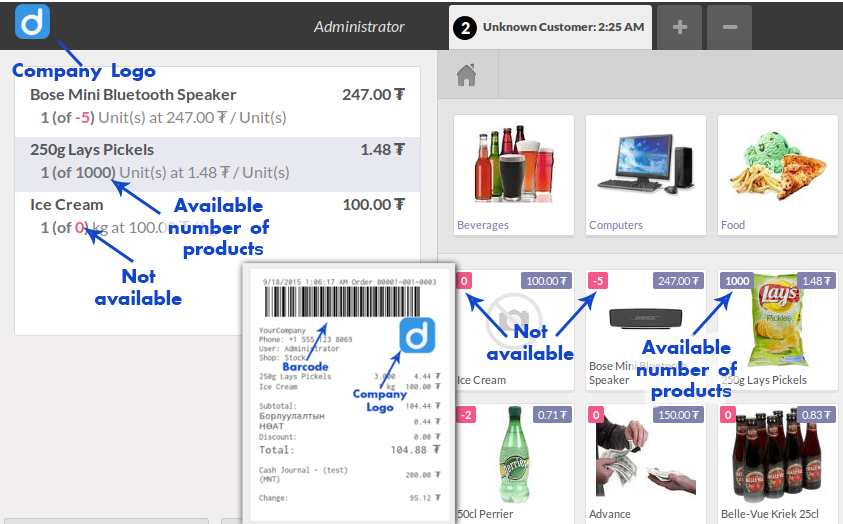 Administrator
2 Unknown Customer: 2:25 AM
Company Logo
Bose Mini Bluetooth Speaker 247.00 ₮
1 (of -5) Unit(s) at 247.00 ₮ / Unit(s)
250g Lays Pickels 1.48 ₮
1 (of 1000) Unit(s) at 1.48 ₮ / Unit(s)
Ice Cream 100.00 ₮
1 (of 0) kg at 100.00
Available
number of
products
Not
available
Beverages
Computers
Food
9/18/2015 1:06:17 AM Order 00001-001-0003
Barcode
YourCompany
Phone: +1 555 123 8069
User: Administrator
Shop: Stock
250g Lays Pickels 3.000 4.44 ₮
Ice Cream kg 100.00 ₮
Company
Logo
Subtotal: 104.44 ₮
Борлуулалтын
НӨАТ 0.44 ₮
Discount: 0.00 ₮
Total: 104.88 ₮
Cash Journal - (test)
(MNT) 200.00 ₮
Change: 95.12 ₮
0 100.00 ₮
Ice Cream
-5 247.00 ₮
Bose Mini Bluetooth
Speaker
1000 1.48 ₮
Lays
Pickles
250g Lays Pickels
Not
available
Available
number of
products
-2 0.71 ₮
perrier
50cl Perrier
0 150.00 ₮
Advance
0 0.83 ₮
Belle-Vue Kriek 25cl